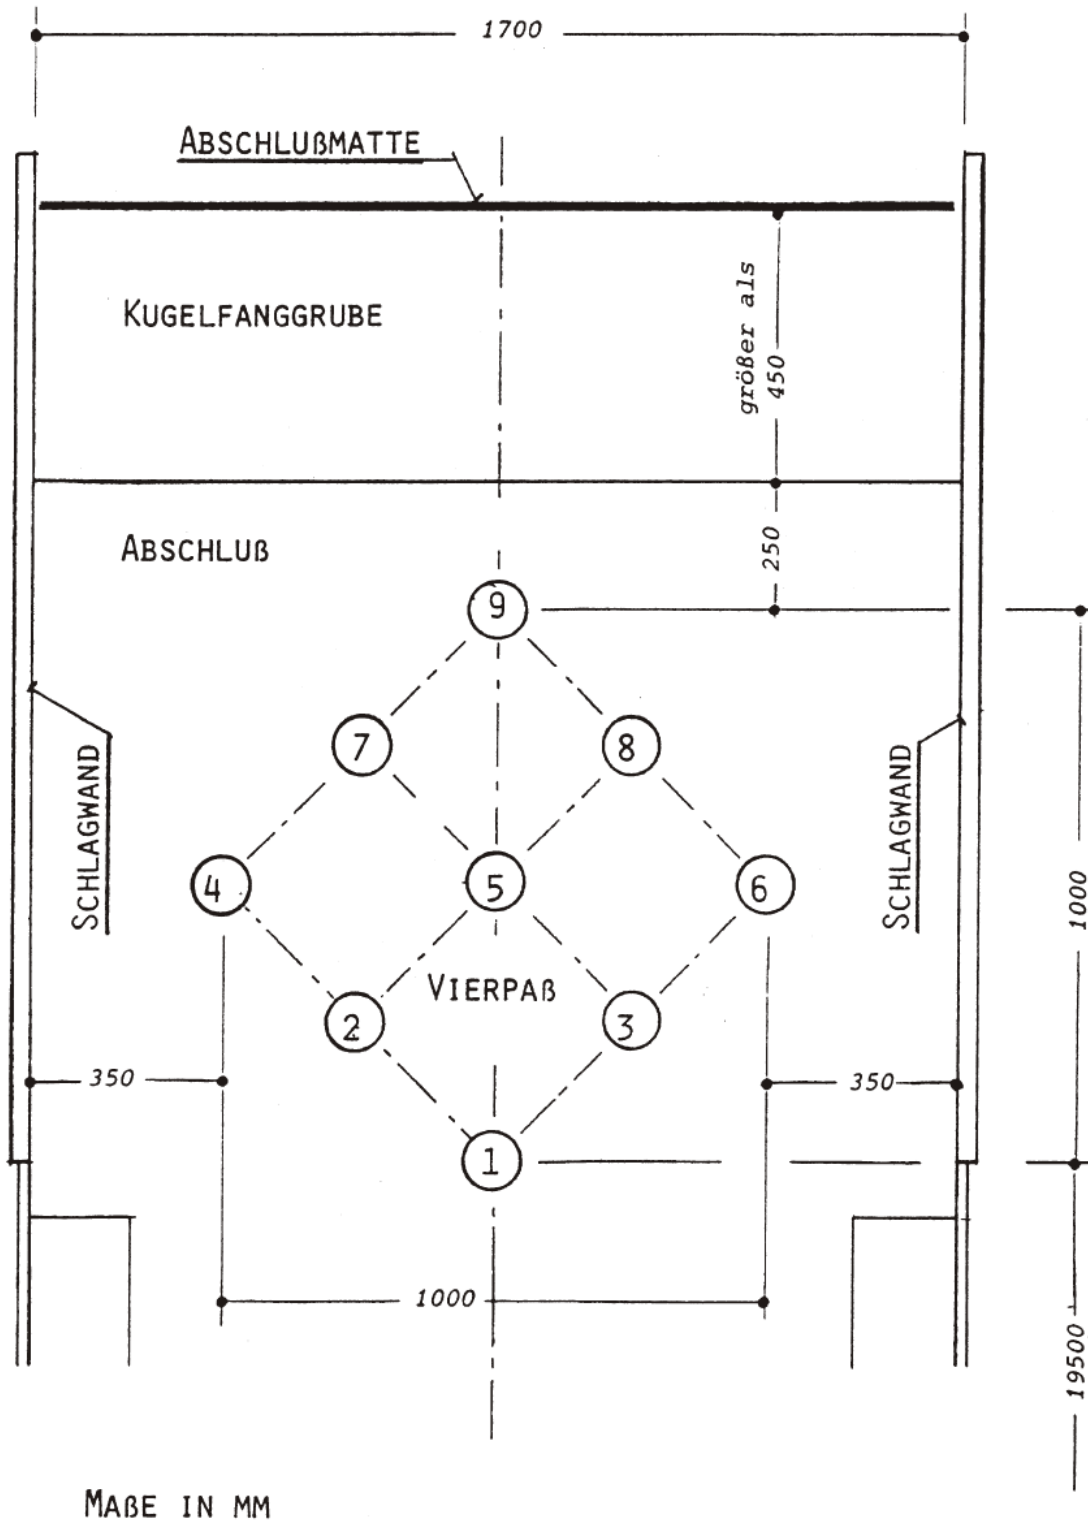 1700
ABSCHLUßMATTE
größer als
450
KUGELFANGGRUBE
250
ABSCHLUß
9
7
8
SCHLAGWAND
SCHLAGWAND
4
5
6
1000
VIERPAß
2
3
350
350
1
1000
19500
MAßE IN MM